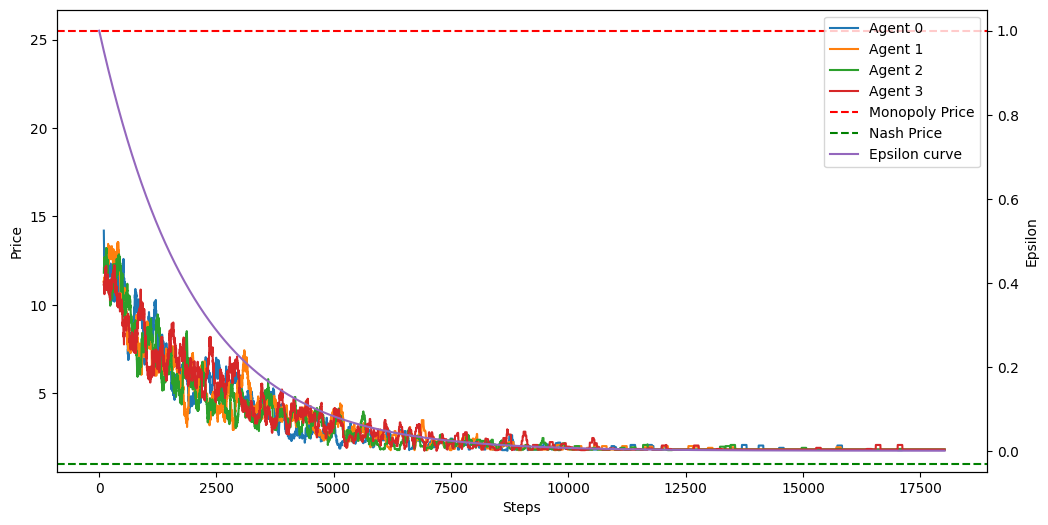 Agent 0
Agent 1
Agent 2
Agent 3
Monopoly Price
Nash Price
Epsilon curve
Price
25
20
15
10
5
Epsilon
1.0
0.8
0.6
0.4
0.2
0.0
0 2500 5000 7500 10000 12500 15000 17500
Steps